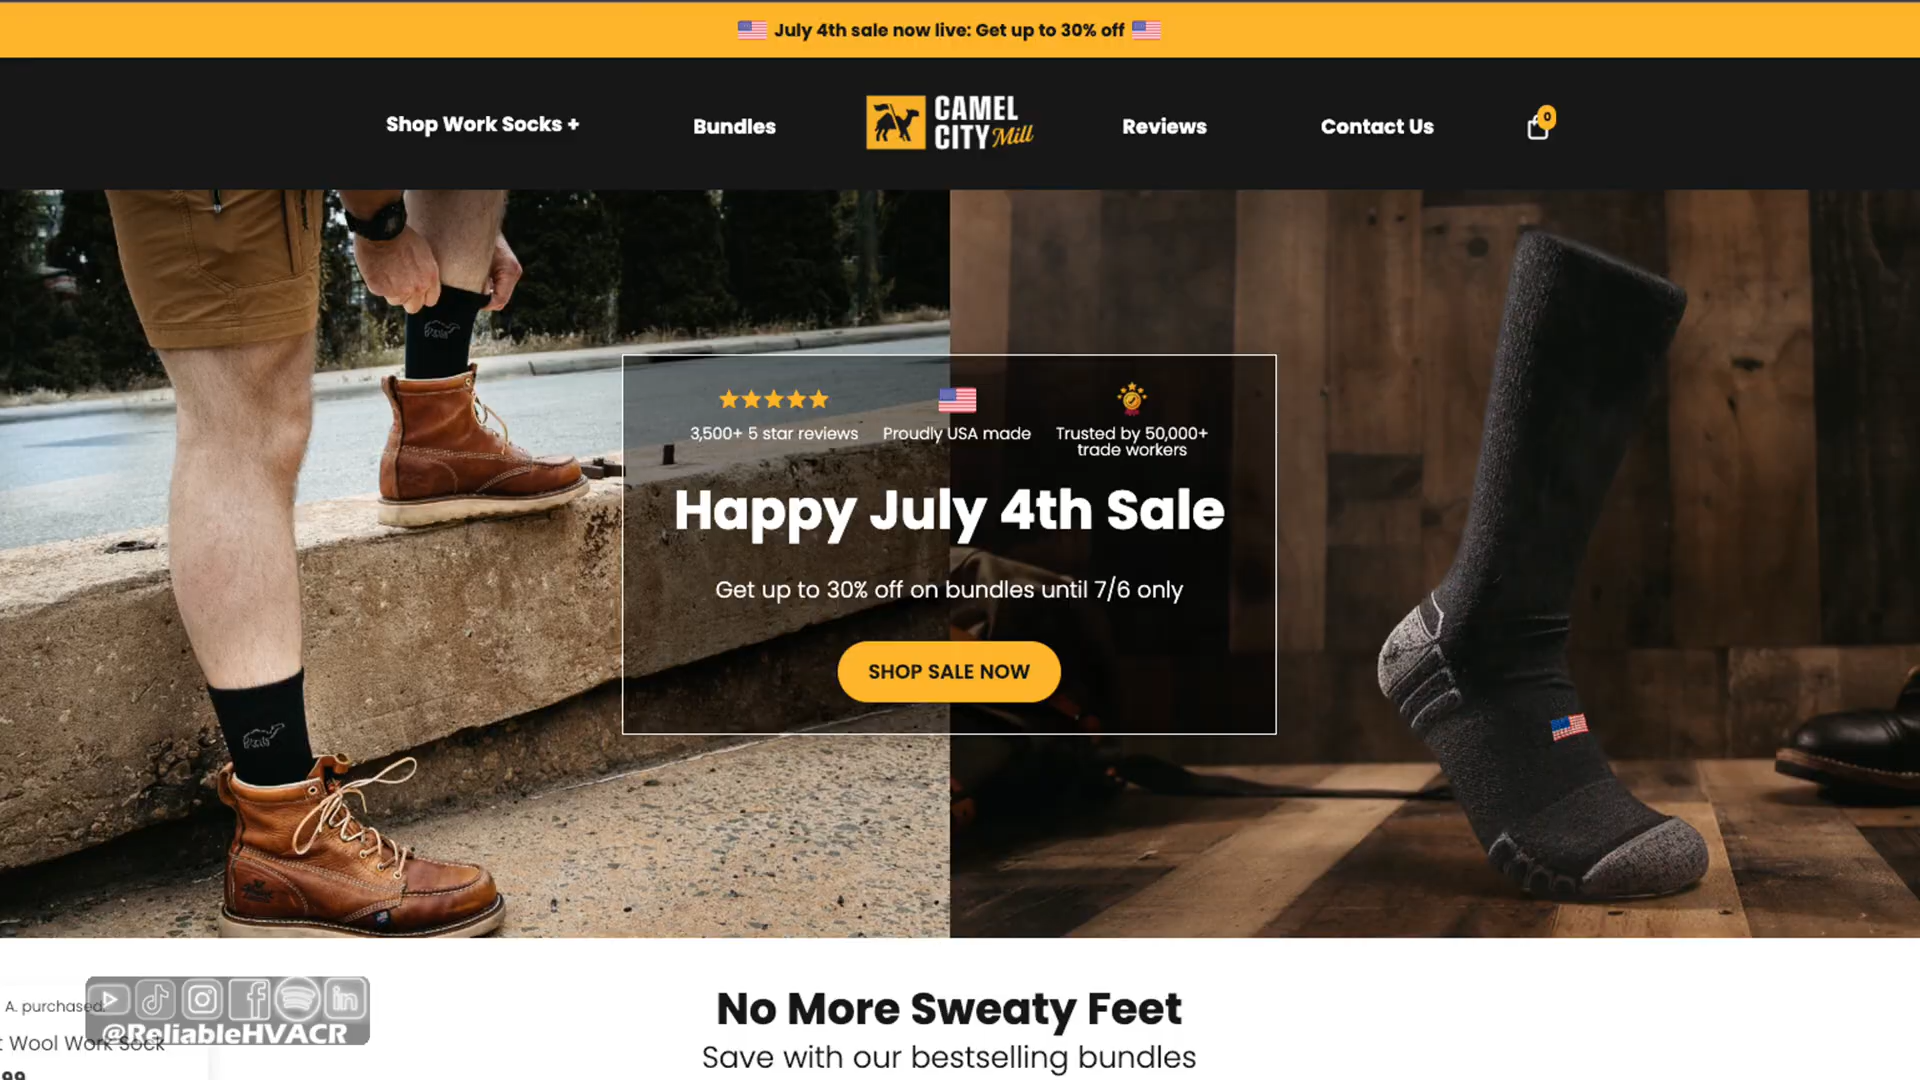 July 4th sale now live: Get up to 30% off
Shop Work Socks +
Bundles
CAMEL
CITY Mill
Reviews
Contact Us
0
3,500+ 5 star reviews
Proudly USA made
Trusted by 50,000+
trade workers
Happy July 4th Sale
Get up to 30% off on bundles until 7/6 only
SHOP SALE NOW
No More Sweaty Feet
Save with our bestselling bundles
A. purchased
Wool Work Sock
99
in
@ReliableHVACR